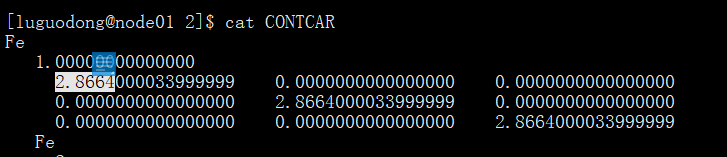 [luguodong@node01 2]$ cat CONTCAR
Fe
1.00000000000000
2.8664000033999999 0.0000000000000000 0.0000000000000000
0.0000000000000000 2.8664000033999999 0.0000000000000000
0.0000000000000000 0.0000000000000000 2.8664000033999999
Fe